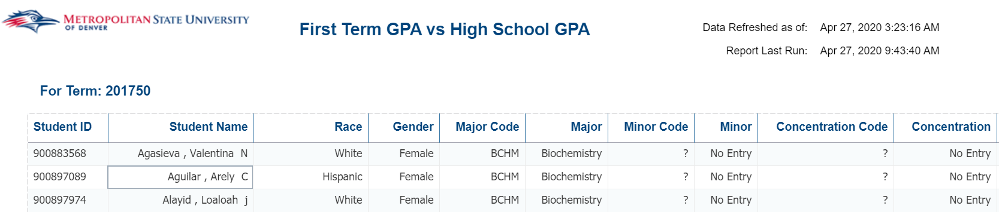 METROPOLITAN STATE UNIVERSITY
OF DENVER
First Term GPA vs High School GPA
Data Refreshed as of: Apr 27, 2020 3:23:16 AM
Report Last Run: Apr 27, 2020 9:43:40 AM
For Term: 201750
Student ID Student Name Race Gender Major Code Major Minor Code Minor Concentration Code Concentration
900883568 Agasieva , Valentina N White Female BCHM Biochemistry ? No Entry ? No Entry
900897089 Aguilar , Arely C Hispanic Female BCHM Biochemistry ? No Entry ? No Entry
900897974 Alayid , Loaloah j White Female BCHM Biochemistry ? No Entry ? No Entry